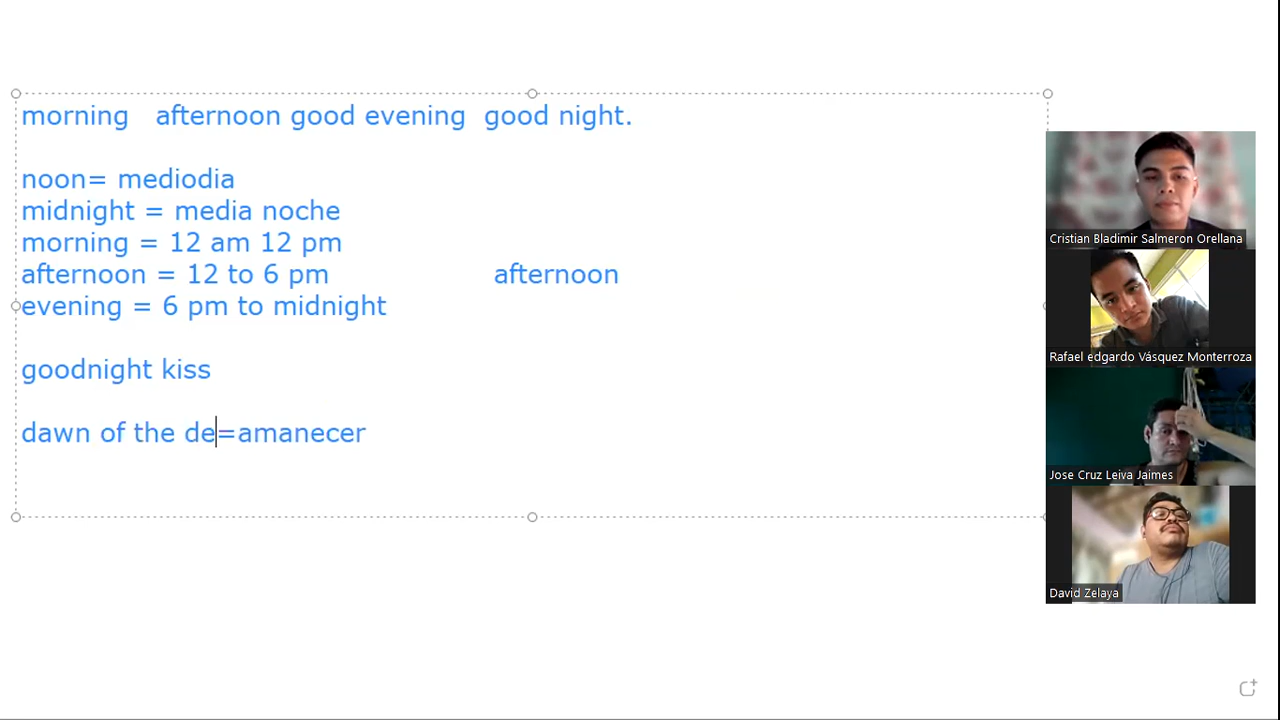 morning   afternoon good evening  good night.
noon= mediodia
midnight = media noche
morning = 12 am 12 pm
afternoon = 12 to 6 pm                    afternoon
evening = 6 pm to midnight
goodnight kiss
dawn of the de=amanecer
Cristian Bladimir Salmeron Orellana
Rafael edgardo Vásquez Monterroza
Jose Cruz Leiva Jaimes
David Zelaya